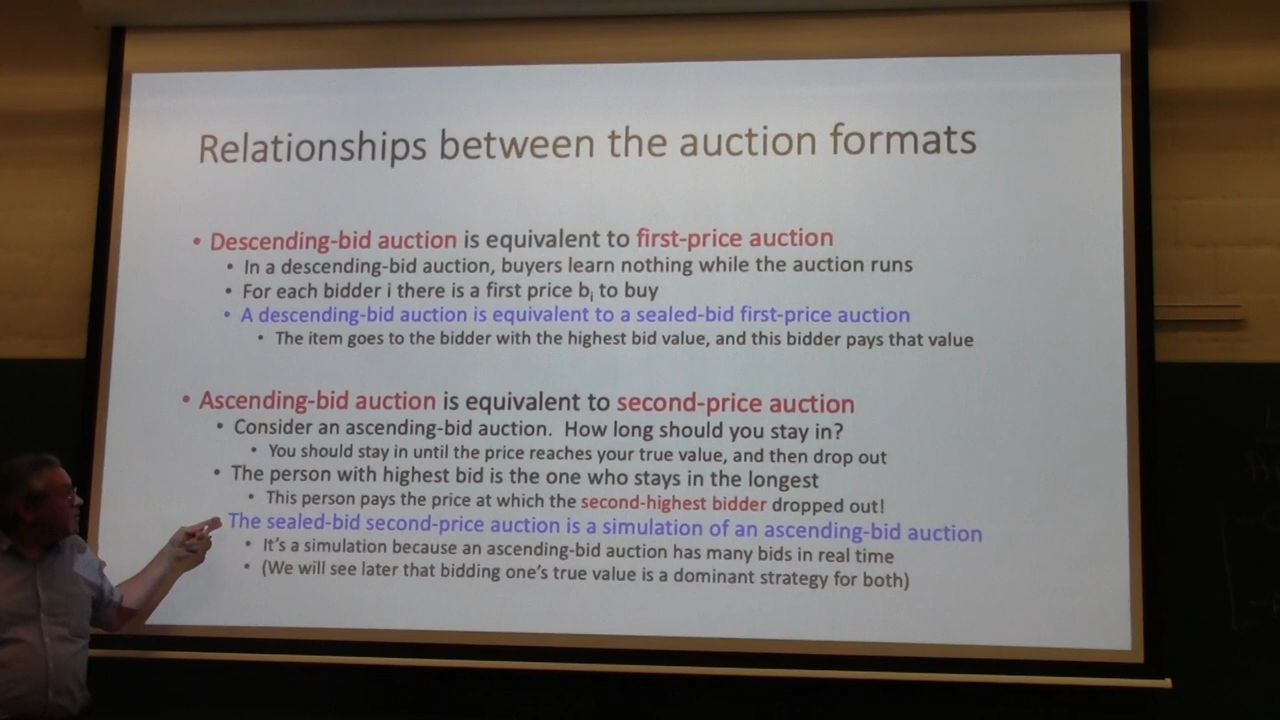 Relationships between the auction formats
• Descending-bid auction is equivalent to first-price auction
• In a descending-bid auction, buyers learn nothing while the auction runs
• For each bidder i there is a first price bᵢ to buy
• A descending-bid auction is equivalent to a sealed-bid first-price auction
• The item goes to the bidder with the highest bid value, and this bidder pays that value
• Ascending-bid auction is equivalent to second-price auction
• Consider an ascending-bid auction. How long should you stay in?
• You should stay in until the price reaches your true value, and then drop out
• The person with highest bid is the one who stays in the longest
• This person pays the price at which the second-highest bidder dropped out!
The sealed-bid second-price auction is a simulation of an ascending-bid auction
• It's a simulation because an ascending-bid auction has many bids in real time
• (We will see later that bidding one's true value is a dominant strategy for both)